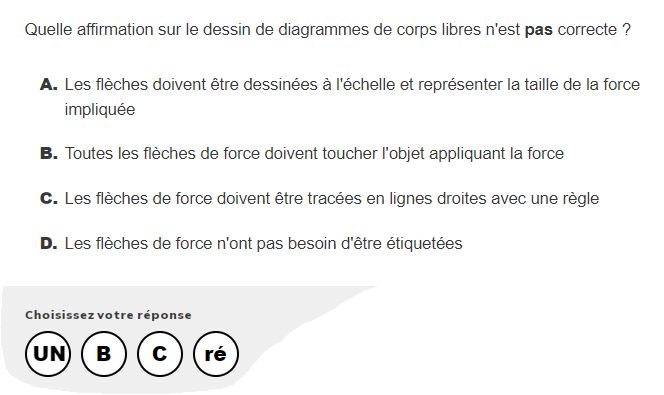 Quelle affirmation sur le dessin de diagrammes de corps libres n'est pas correcte ?
A. Les flèches doivent être dessinées à l'échelle et représenter la taille de la force
impliquée
B. Toutes les flèches de force doivent toucher l'objet appliquant la force
C. Les flèches de force doivent être tracées en lignes droites avec une règle
D. Les flèches de force n'ont pas besoin d'être étiquetées
Choisissez votre réponse
UN B C ré